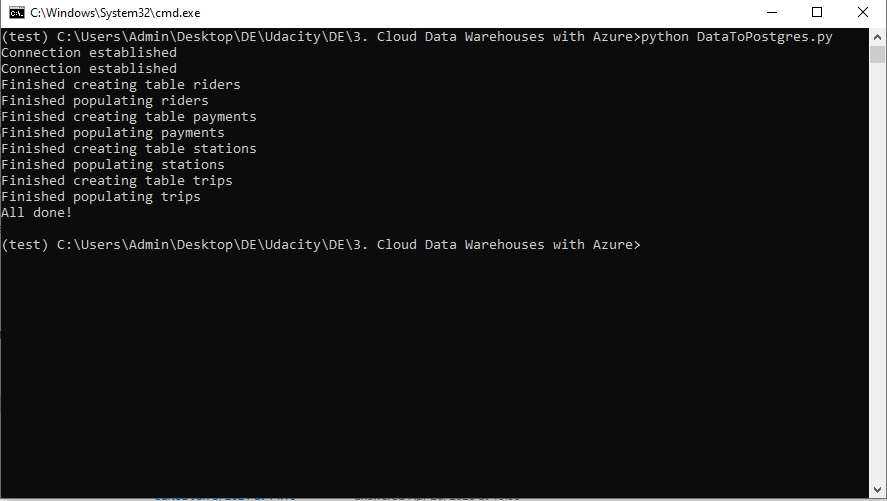 C:\Windows\System32\cmd.exe
(test) C:\Users\Admin\Desktop\DE\Udacity\DE\3. Cloud Data Warehouses with Azure>python DataToPostgres.py
Connection established
Connection established
Finished creating table riders
Finished populating riders
Finished creating table payments
Finished populating payments
Finished creating table stations
Finished populating stations
Finished creating table trips
Finished populating trips
All done!
(test) C:\Users\Admin\Desktop\DE\Udacity\DE\3. Cloud Data Warehouses with Azure>